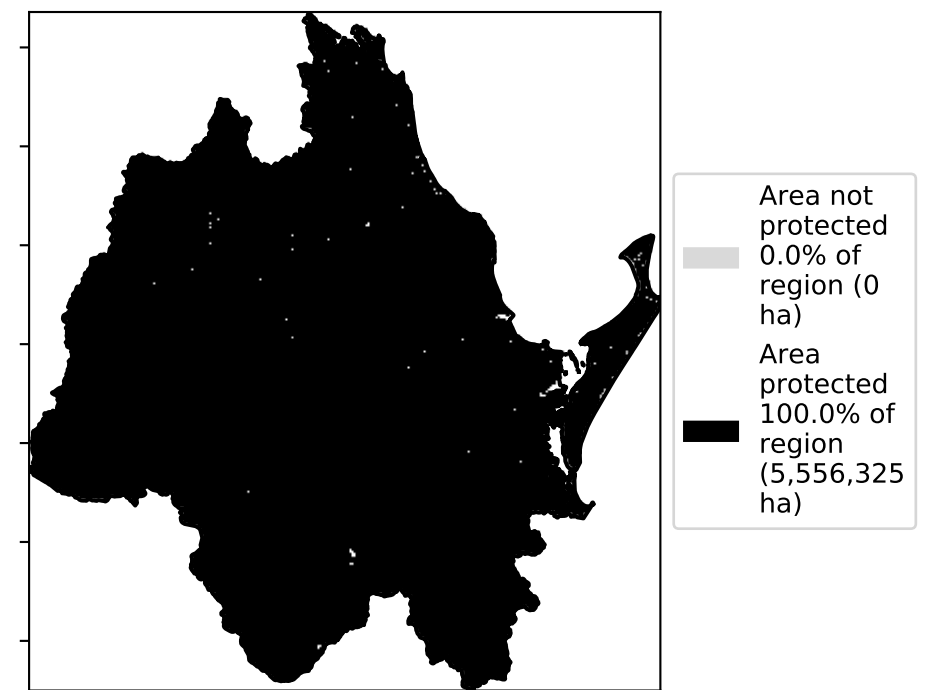 Area not
protected
0.0% of
region (0
ha)
Area
protected
100.0% of
region
(5,556,325
ha)